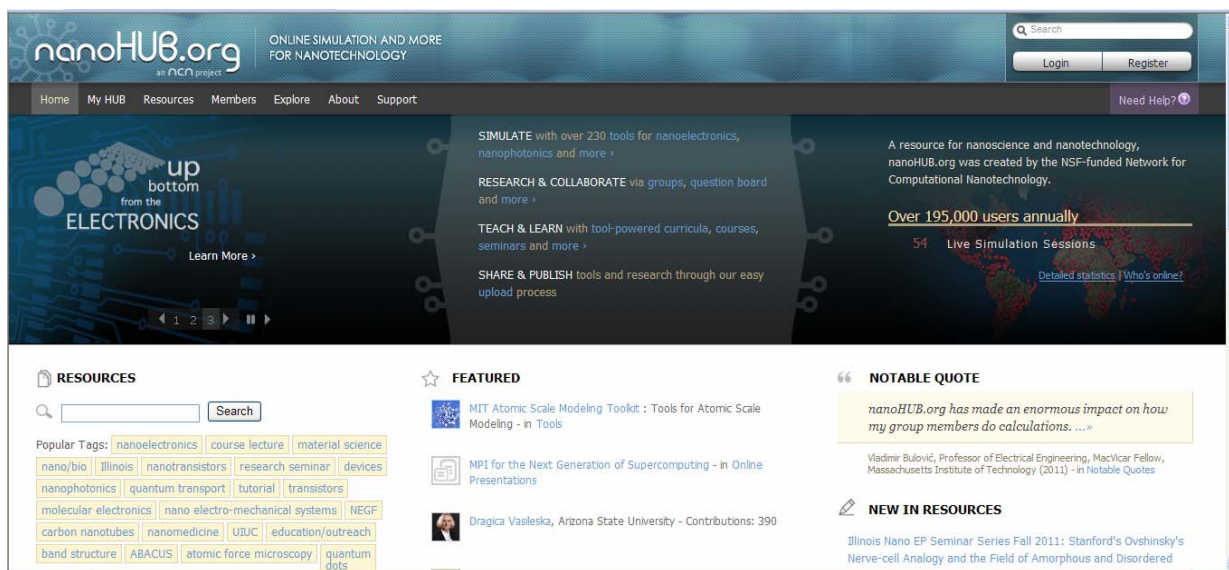 nanoHUB.org
an ncn project
ONLINE SIMULATION AND MORE
FOR NANOTECHNOLOGY
Search
Login Register
Home My HUB Resources Members Explore About Support
Need Help?
up
bottom
from the
ELECTRONICS
Learn More ›
1 2 3
SIMULATE with over 230 tools for nanoelectronics,
nanophotonics and more ›
RESEARCH & COLLABORATE via groups, question board
and more ›
TEACH & LEARN with tool-powered curricula, courses,
seminars and more ›
SHARE & PUBLISH tools and research through our easy
upload process
A resource for nanoscience and nanotechnology,
nanoHUB.org was created by the NSF-funded Network for
Computational Nanotechnology.
Over 195,000 users annually
54 Live Simulation Sessions
Detailed statistics | Who's online?
RESOURCES
Search
Popular Tags: nanoelectronics course lecture material science
nano/bio Illinois nanotransistors research seminar devices
nanophotonics quantum transport tutorial transistors
molecular electronics nano electro-mechanical systems NEGF
carbon nanotubes nanomedicine UIUC education/outreach
band structure ABACUS atomic force microscopy quantum
dots
FEATURED
MIT Atomic Scale Modeling Toolkit : Tools for Atomic Scale
Modeling - in Tools
MPI for the Next Generation of Supercomputing - in Online
Presentations
Dragica Vasileska, Arizona State University - Contributions: 390
NOTABLE QUOTE
nanoHUB.org has made an enormous impact on how
my group members do calculations. ...»
Vladimir Bulović, Professor of Electrical Engineering, MacVicar Fellow,
Massachusetts Institute of Technology (2011) - in Notable Quotes
NEW IN RESOURCES
Illinois Nano EP Seminar Series Fall 2011: Stanford's Ovshinsky's
Nerve-cell Analogy and the Field of Amorphous and Disordered